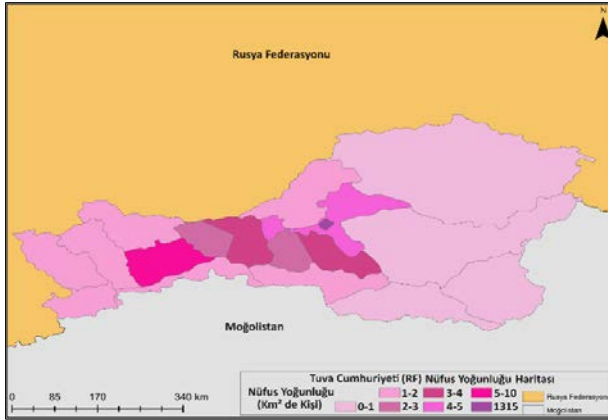 N
Rusya Federasyonu
Moğolistan
Tuva Cumhuriyeti (RF) Nüfus Yoğunluğu Haritası
Nüfus Yoğunluğu
(Km² de Kişi)
0-1
1-2
2-3
3-4
4-5
5-10
1315
Rusya Federasyonu
Moğolistan
0 85 170 340 km